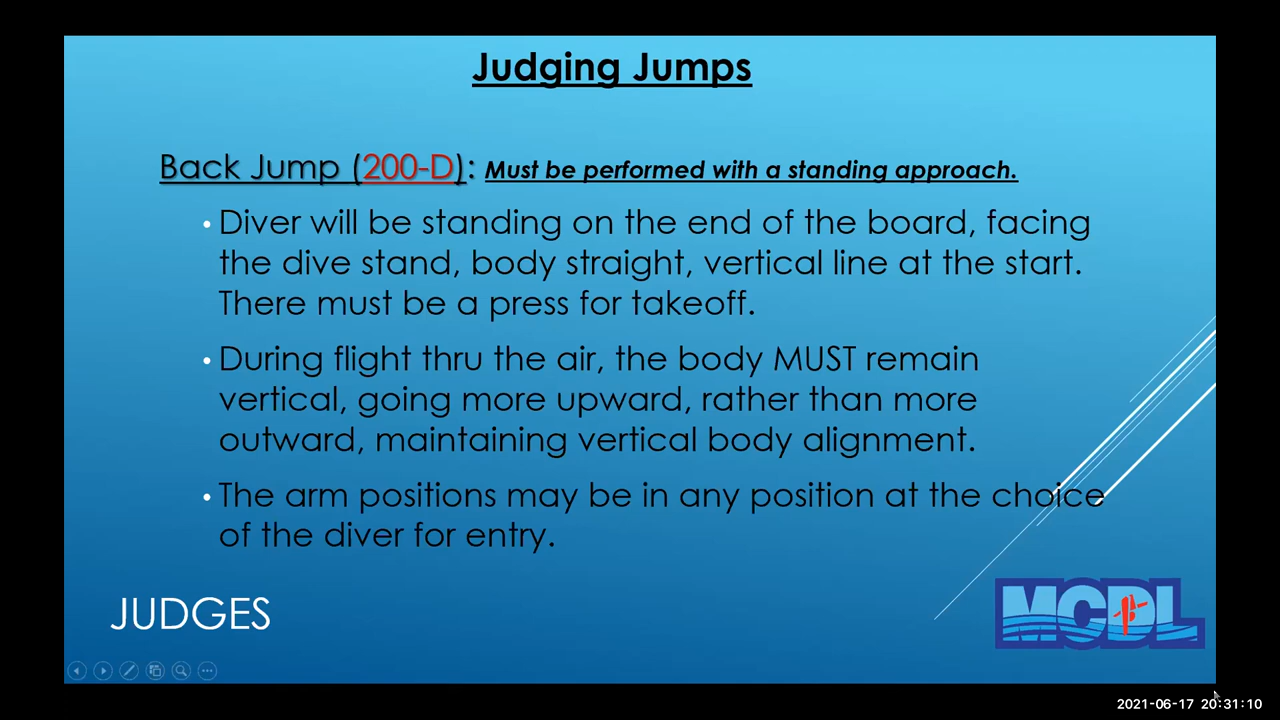 Judging Jumps
Back Jump (200-D): Must be performed with a standing approach.
• Diver will be standing on the end of the board, facing
the dive stand, body straight, vertical line at the start.
There must be a press for takeoff.
• During flight thru the air, the body MUST remain
vertical, going more upward, rather than more
outward, maintaining vertical body alignment.
• The arm positions may be in any position at the choice
of the diver for entry.
JUDGES
MCDL
2021-06-17 20:31:10